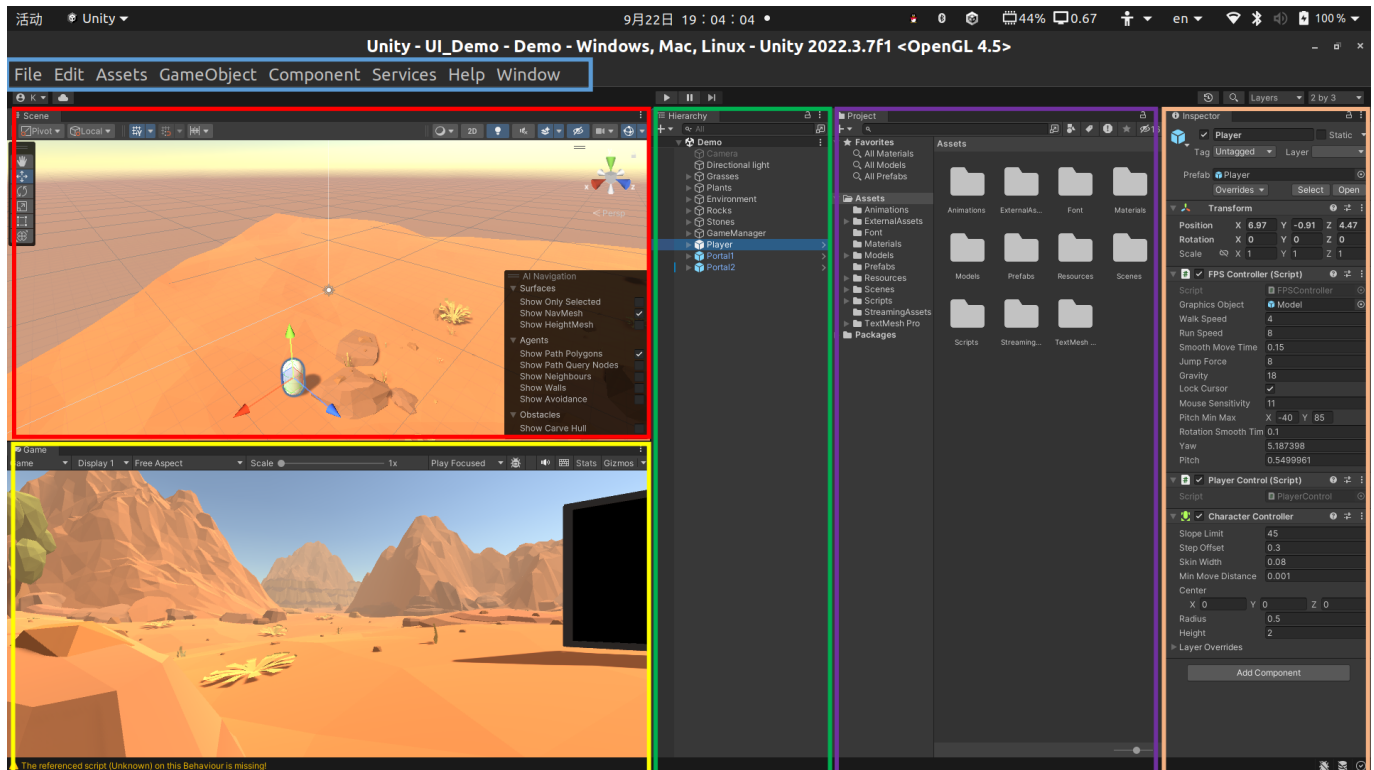 活动 Unity 9月22日 19：04：04 44% 0.67 en 100 %
Unity - UI_Demo - Demo - Windows, Mac, Linux - Unity 2022.3.7f1 <OpenGL 4.5>
File Edit Assets GameObject Component Services Help Window
K Layers 2 by 3
Scene
Pivot Local 2D
< Persp
x z
AI Navigation
Surfaces
Show Only Selected
Show NavMesh
Show HeightMesh
Agents
Show Path Polygons
Show Path Query Nodes
Show Neighbours
Show Walls
Show Avoidance
Obstacles
Show Carve Hull
Game
Display 1 Free Aspect Scale 1x Play Focused Stats Gizmos
The referenced script (Unknown) on this Behaviour is missing!
Hierarchy
All
Demo
Camera
Directional light
Grasses
Plants
Environment
Rocks
Stones
GameManager
Player
Portal1
Portal2
Project
Favorites
All Materials
All Models
All Prefabs
Assets
Animations
ExternalAssets
Font
Materials
Models
Prefabs
Resources
Scenes
Scripts
StreamingAssets
TextMesh Pro
Packages
Assets
Animations ExternalAs... Font Materials
Models Prefabs Resources Scenes
Scripts Streaming... TextMesh ...
Inspector
Player Static
Tag Untagged Layer
Prefab Player
Overrides Select Open
Transform
Position X 6.97 Y -0.91 Z 4.47
Rotation X 0 Y 0 Z 0
Scale X 1 Y 1 Z 1
FPS Controller (Script)
Script FPSController
Graphics Object Model
Walk Speed 4
Run Speed 8
Smooth Move Time 0.15
Jump Force 8
Gravity 18
Lock Cursor
Mouse Sensitivity 11
Pitch Min Max X -40 Y 85
Rotation Smooth Tim 0.1
Yaw 5.187398
Pitch 0.5499961
Player Control (Script)
Script PlayerControl
Character Controller
Slope Limit 45
Step Offset 0.3
Skin Width 0.08
Min Move Distance 0.001
Center
X 0 Y 0 Z 0
Radius 0.5
Height 2
Layer Overrides
Add Component